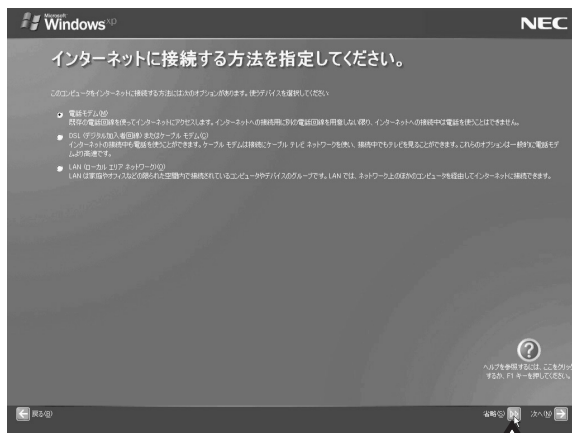 Microsoft
Windows xp
NEC
インターネットに接続する方法を指定してください。
このコンピュータをインターネットに接続する方法には次のオプションがあります。使うデバイスを選択してください
電話モデム(M)
既存の電話回線を使ってインターネットにアクセスします。インターネットへの接続用に別の電話回線を用意しない限り、インターネットへの接続中は電話を使うことはできません。
DSL (デジタル加入者回線) またはケーブル モデム(C)
インターネットの接続中も電話を使うことができます。ケーブル モデムは接続にケーブル テレビ ネットワークを使い、接続中でもテレビを見ることができます。これらのオプションは一般的に電話モデ
ムより高速です。
LAN (ローカル エリア ネットワーク)(O)
LAN は家庭やオフィスなどの限られた空間内で接続されているコンピュータやデバイスのグループです。LAN では、ネットワーク上のほかのコンピュータを経由してインターネットに接続できます。
?
ヘルプを参照するには、ここをクリッ
するか、F1 キーを押してください。
戻る(B)
省略(S)
次へ(N)